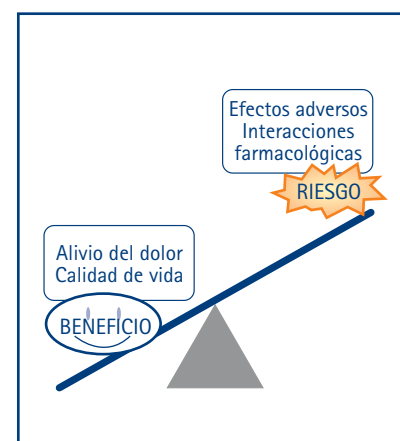 Efectos adversos
Interacciones
farmacológicas
RIESGO
Alivio del dolor
Calidad de vida
BENEFICIO